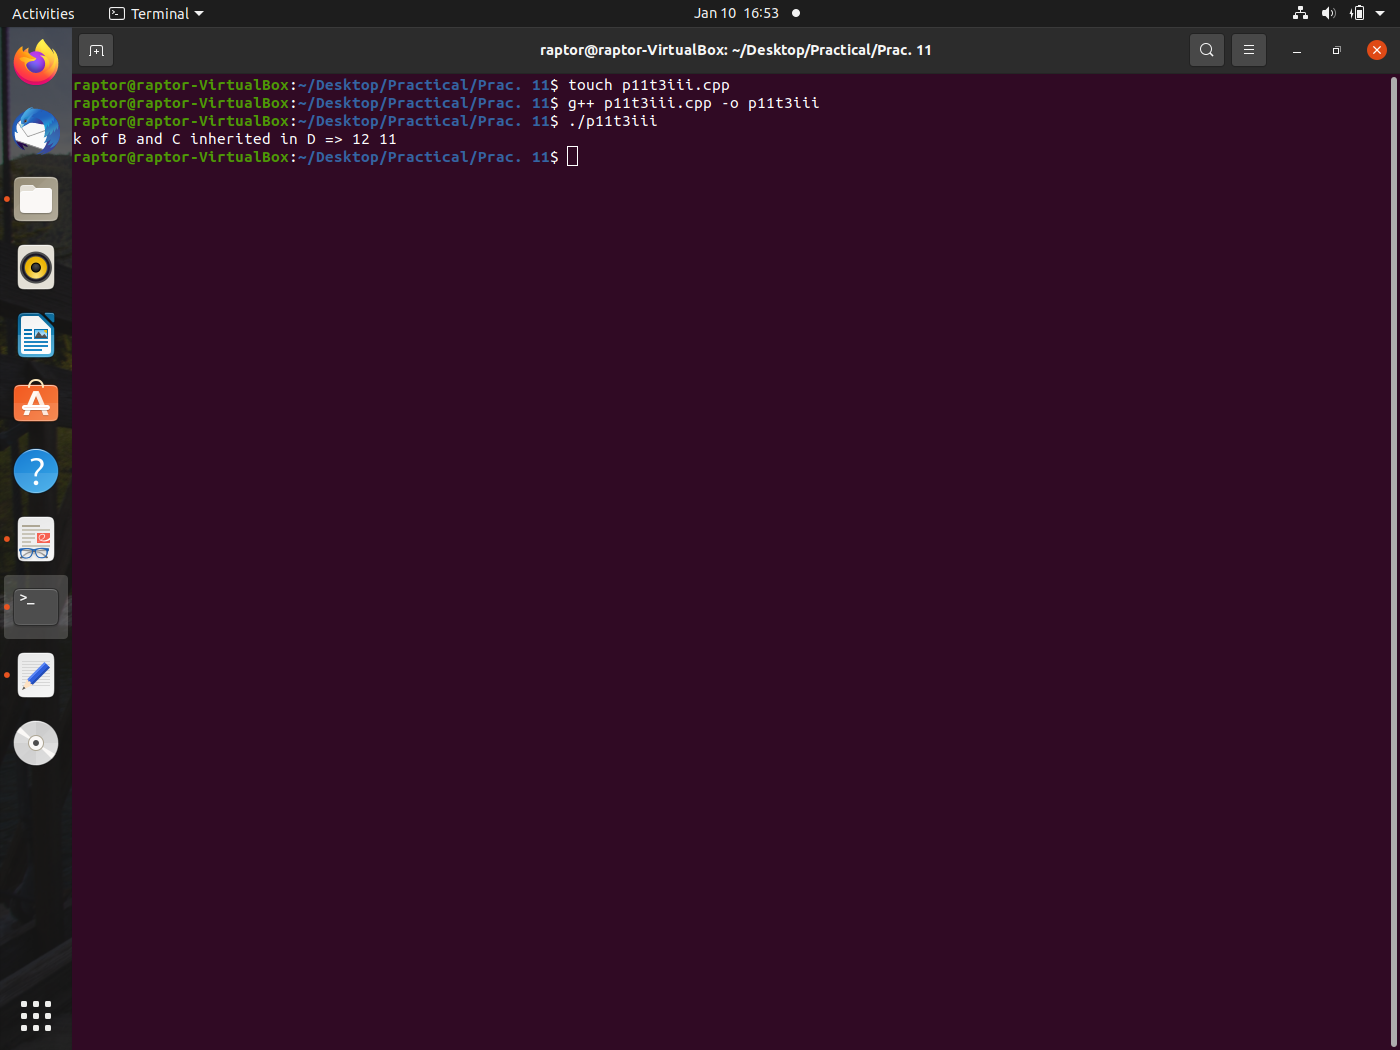 Activities Terminal Jan 10 16:53
raptor@raptor-VirtualBox: ~/Desktop/Practical/Prac. 11
raptor@raptor-VirtualBox:~/Desktop/Practical/Prac. 11$ touch p11t3iii.cpp
raptor@raptor-VirtualBox:~/Desktop/Practical/Prac. 11$ g++ p11t3iii.cpp -o p11t3iii
raptor@raptor-VirtualBox:~/Desktop/Practical/Prac. 11$ ./p11t3iii
k of B and C inherited in D => 12 11
raptor@raptor-VirtualBox:~/Desktop/Practical/Prac. 11$